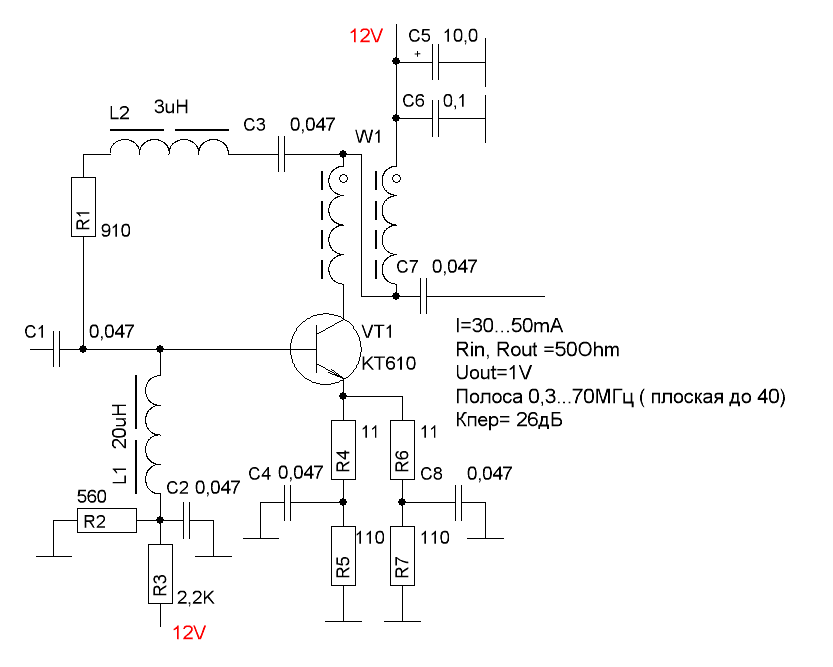 12V
C5 10,0
+
C6 0,1
L2 3uH
C3 0,047
W1
R1
910
C7 0,047
C1 0,047
VT1
KT610
I=30...50mA
Rin, Rout =50Ohm
Uout=1V
Полоса 0,3...70МГц ( плоская до 40)
Кпер= 26дБ
L1 20uH
R4
11
R6
11
C4 0,047
C8 0,047
C2 0,047
560
R2
R3
2,2K
R5
110
R7
110
12V